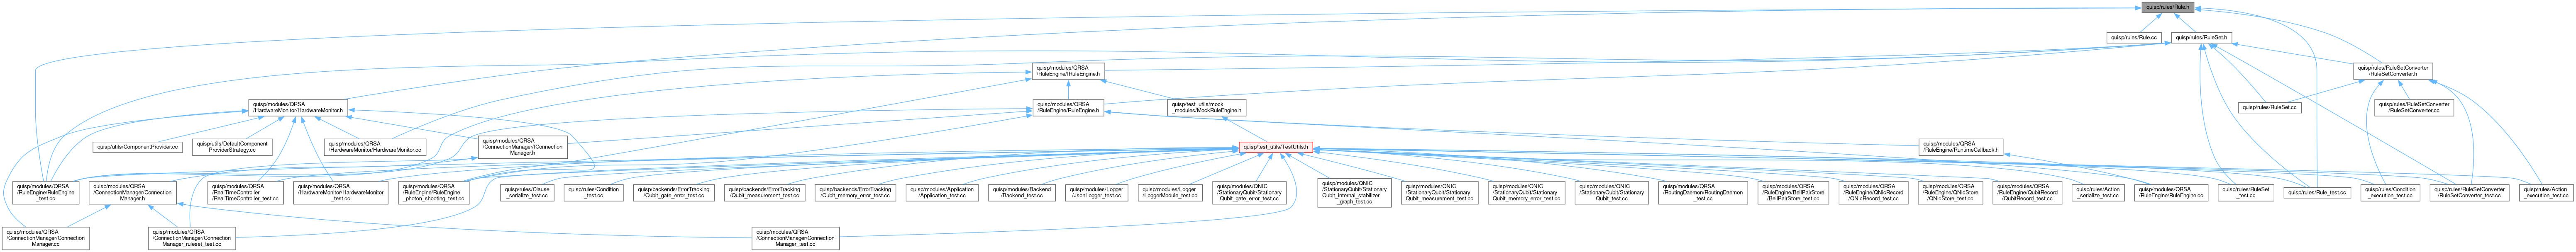 quisp/rules/Rule.h
quisp/rules/Rule.cc
quisp/rules/RuleSet.h
quisp/modules/QRSA
/RuleEngine/IRuleEngine.h
quisp/rules/RuleSetConverter
/RuleSetConverter.h
quisp/modules/QRSA
/HardwareMonitor/HardwareMonitor.h
quisp/modules/QRSA
/RuleEngine/RuleEngine.h
quisp/test_utils/mock
_modules/MockRuleEngine.h
quisp/rules/RuleSet.cc
quisp/rules/RuleSetConverter
/RuleSetConverter.cc
quisp/utils/ComponentProvider.cc
quisp/utils/DefaultComponent
ProviderStrategy.cc
quisp/modules/QRSA
/HardwareMonitor/HardwareMonitor.cc
quisp/modules/QRSA
/ConnectionManager/IConnection
Manager.h
quisp/test_utils/TestUtils.h
quisp/modules/QRSA
/RuleEngine/RuntimeCallback.h
quisp/modules/QRSA
/RuleEngine/RuleEngine
_test.cc
quisp/modules/QRSA
/ConnectionManager/Connection
Manager.h
quisp/modules/QRSA
/RealTimeController
/RealTimeController_test.cc
quisp/modules/QRSA
/HardwareMonitor/HardwareMonitor
_test.cc
quisp/modules/QRSA
/RuleEngine/RuleEngine
_photon_shooting_test.cc
quisp/rules/Clause
_serialize_test.cc
quisp/rules/Condition
_test.cc
quisp/backends/ErrorTracking
/Qubit_gate_error_test.cc
quisp/backends/ErrorTracking
/Qubit_measurement_test.cc
quisp/backends/ErrorTracking
/Qubit_memory_error_test.cc
quisp/modules/Application
/Application_test.cc
quisp/modules/Backend
/Backend_test.cc
quisp/modules/Logger
/JsonLogger_test.cc
quisp/modules/Logger
/LoggerModule_test.cc
quisp/modules/QNIC
/StationaryQubit/Stationary
Qubit_gate_error_test.cc
quisp/modules/QNIC
/StationaryQubit/Stationary
Qubit_internal_stabilizer
_graph_test.cc
quisp/modules/QNIC
/StationaryQubit/Stationary
Qubit_measurement_test.cc
quisp/modules/QNIC
/StationaryQubit/Stationary
Qubit_memory_error_test.cc
quisp/modules/QNIC
/StationaryQubit/Stationary
Qubit_test.cc
quisp/modules/QRSA
/RoutingDaemon/RoutingDaemon
_test.cc
quisp/modules/QRSA
/RuleEngine/BellPairStore
/BellPairStore_test.cc
quisp/modules/QRSA
/RuleEngine/QNicRecord
/QNicRecord_test.cc
quisp/modules/QRSA
/RuleEngine/QNicStore
/QNicStore_test.cc
quisp/modules/QRSA
/RuleEngine/QubitRecord
/QubitRecord_test.cc
quisp/rules/Action
_serialize_test.cc
quisp/modules/QRSA
/RuleEngine/RuleEngine.cc
quisp/rules/RuleSet
_test.cc
quisp/rules/Rule_test.cc
quisp/rules/Condition
_execution_test.cc
quisp/rules/RuleSetConverter
/RuleSetConverter_test.cc
quisp/rules/Action
_execution_test.cc
quisp/modules/QRSA
/ConnectionManager/Connection
Manager.cc
quisp/modules/QRSA
/ConnectionManager/Connection
Manager_ruleset_test.cc
quisp/modules/QRSA
/ConnectionManager/Connection
Manager_test.cc